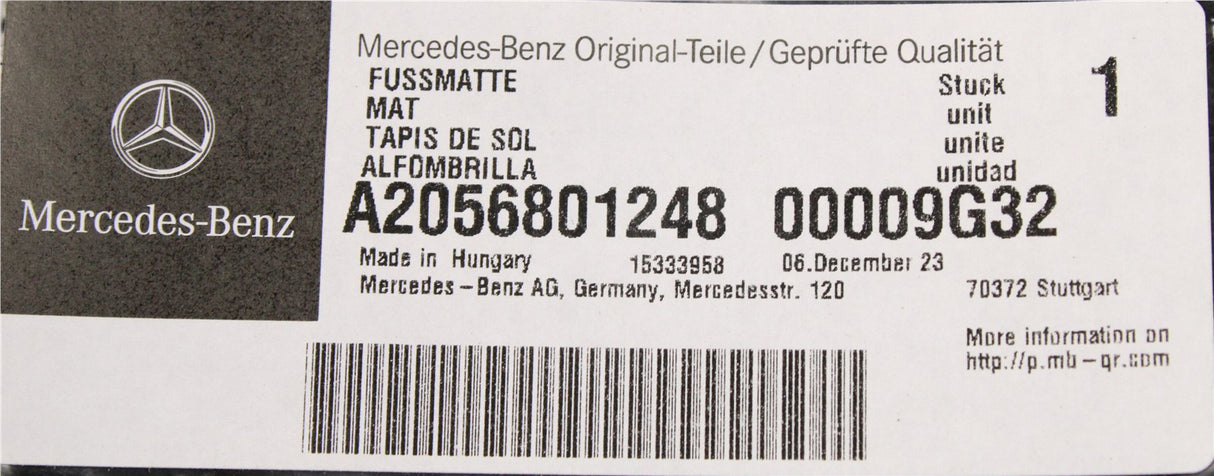 Mercedes-Benz
Mercedes-Benz Original-Teile/Geprüfte Qualität
FUSSMATTE Stuck 1
MAT unit
TAPIS DE SOL unite
ALFOMBRILLA unidad
A2056801248 00009G32
Made in Hungary 15333958 06.December 23
Mercedes-Benz AG, Germany, Mercedesstr. 120 70372 Stuttgart
More information on
http://p.mb-qr.com